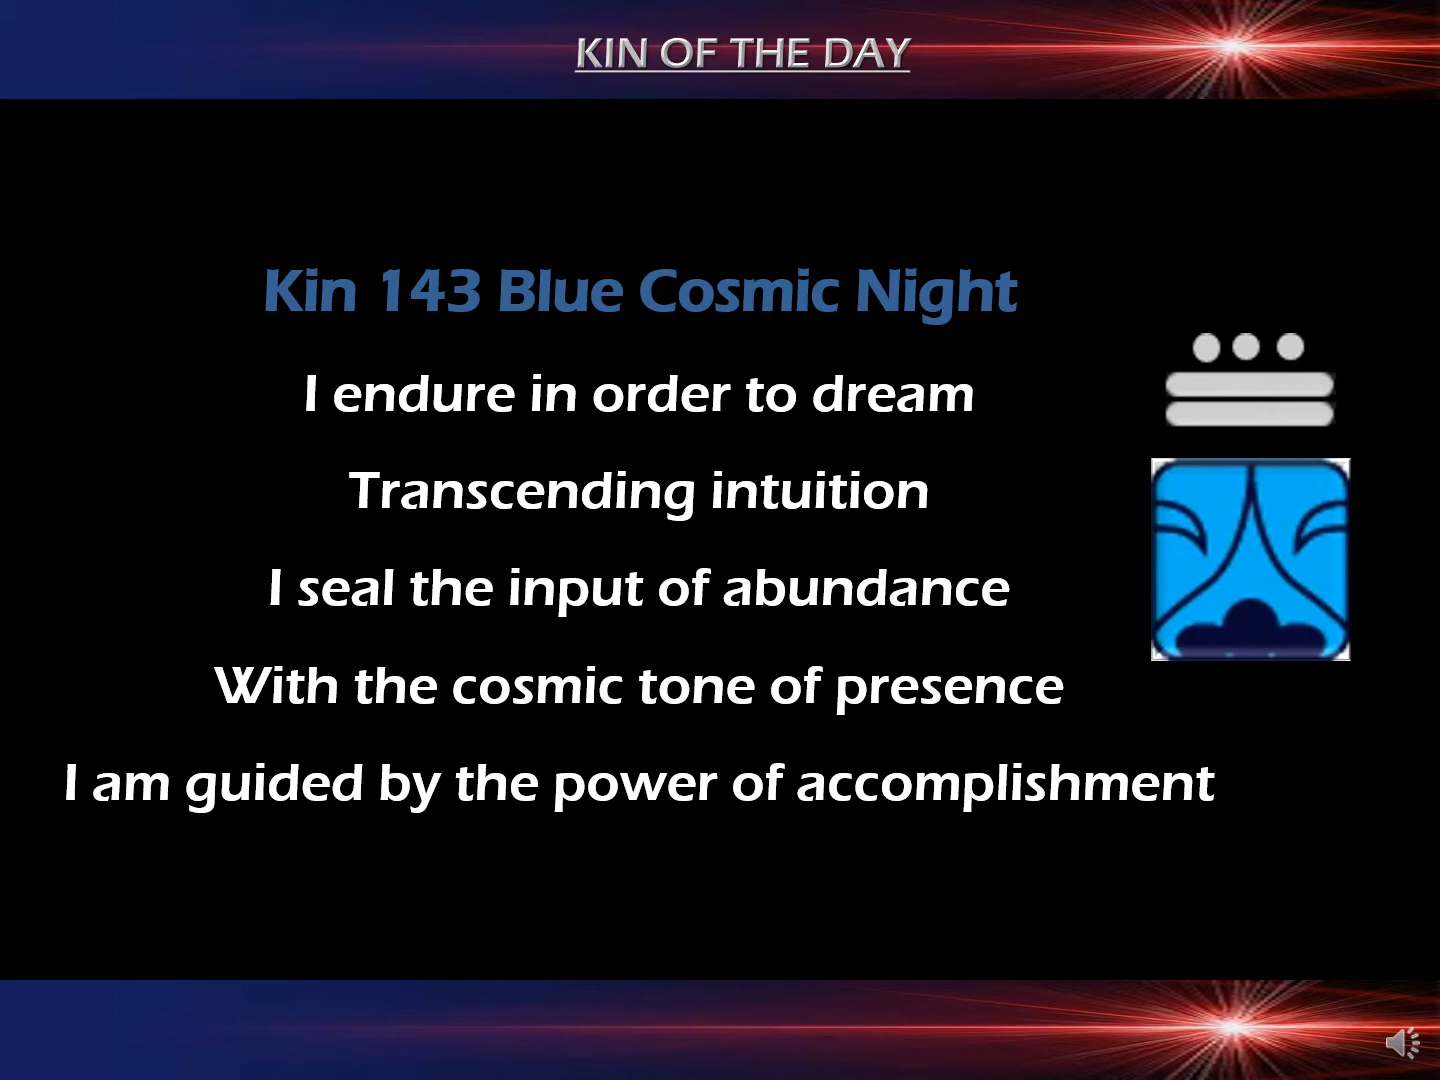 KIN OF THE DAY
Kin 143 Blue Cosmic Night
I endure in order to dream
Transcending intuition
I seal the input of abundance
With the cosmic tone of presence
I am guided by the power of accomplishment